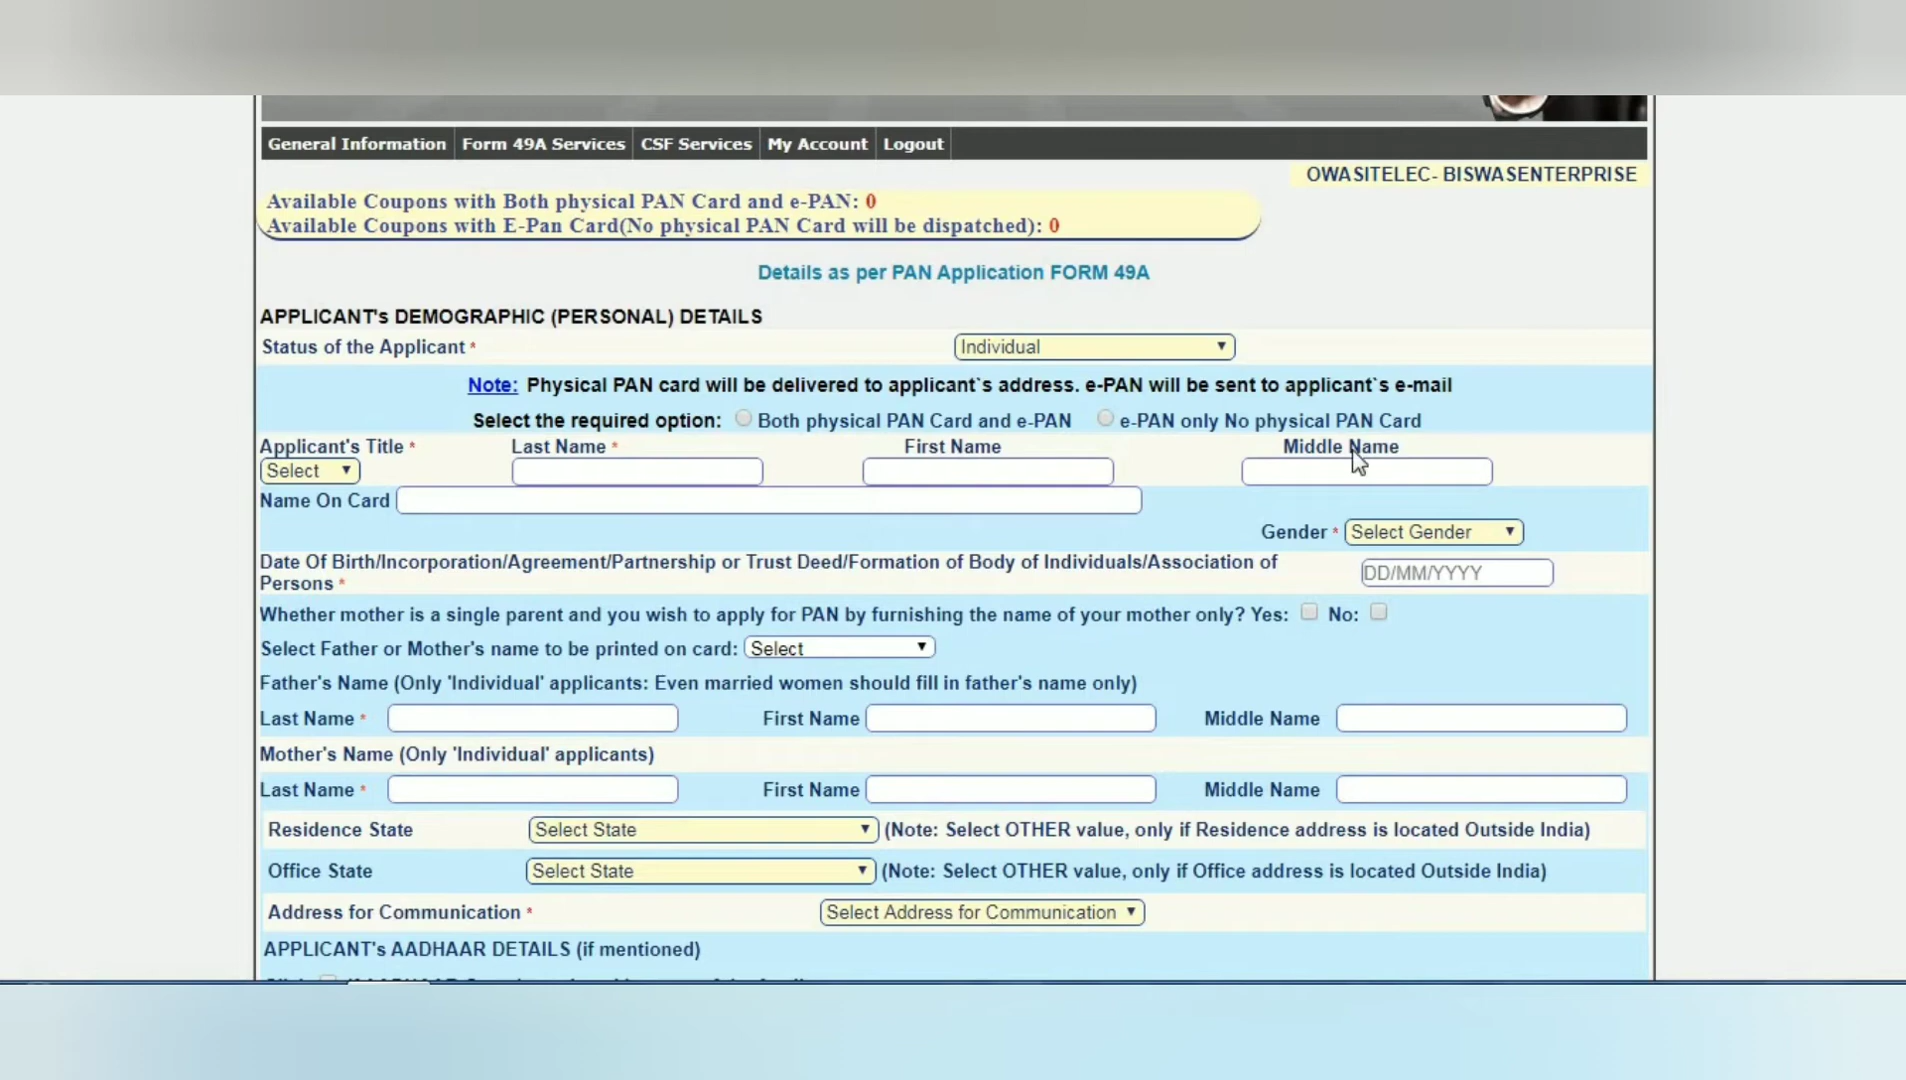 General Information Form 49A Services CSF Services My Account Logout
OWASITELEC- BISWASENTERPRISE
Available Coupons with Both physical PAN Card and e-PAN: 0
Available Coupons with E-Pan Card(No physical PAN Card will be dispatched): 0
Details as per PAN Application FORM 49A
APPLICANT's DEMOGRAPHIC (PERSONAL) DETAILS
Status of the Applicant * Individual
Note: Physical PAN card will be delivered to applicant`s address. e-PAN will be sent to applicant`s e-mail
Select the required option: Both physical PAN Card and e-PAN e-PAN only No physical PAN Card
Applicant's Title * Last Name * First Name Middle Name
Select
Name On Card
Gender * Select Gender
Date Of Birth/Incorporation/Agreement/Partnership or Trust Deed/Formation of Body of Individuals/Association of
Persons * DD/MM/YYYY
Whether mother is a single parent and you wish to apply for PAN by furnishing the name of your mother only? Yes: No:
Select Father or Mother's name to be printed on card: Select
Father's Name (Only 'Individual' applicants: Even married women should fill in father's name only)
Last Name * First Name Middle Name
Mother's Name (Only 'Individual' applicants)
Last Name * First Name Middle Name
Residence State Select State (Note: Select OTHER value, only if Residence address is located Outside India)
Office State Select State (Note: Select OTHER value, only if Office address is located Outside India)
Address for Communication * Select Address for Communication
APPLICANT's AADHAAR DETAILS (if mentioned)